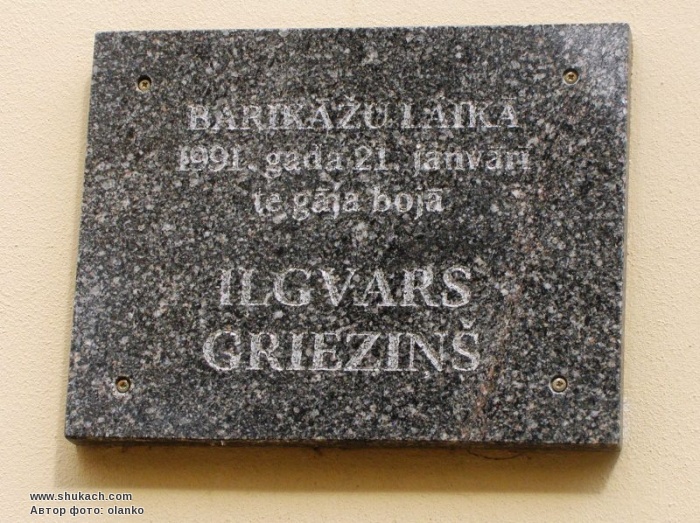 BARIKĀŽU LAIKĀ
1991. gada 21. janvārī
te gāja bojā
ILGVARS
GRIEZIŅŠ
www.shukach.com
Автор фото: olanko